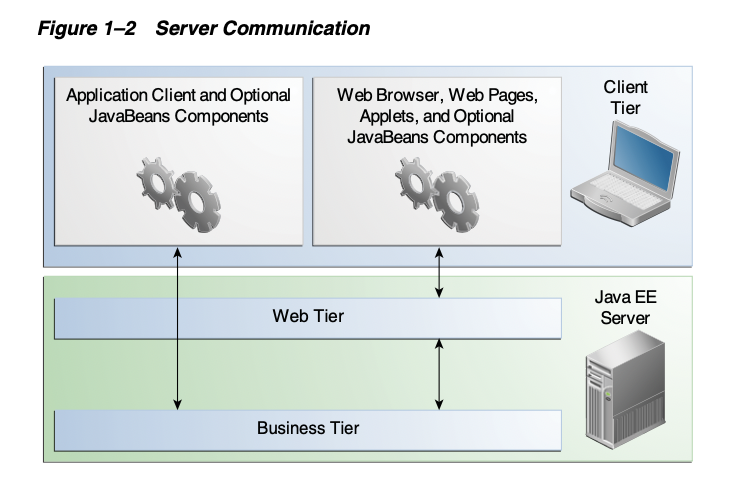 Figure 1–2 Server Communication
Application Client and Optional
JavaBeans Components
Web Browser, Web Pages,
Applets, and Optional
JavaBeans Components
Client
Tier
Java EE
Server
Web Tier
Business Tier